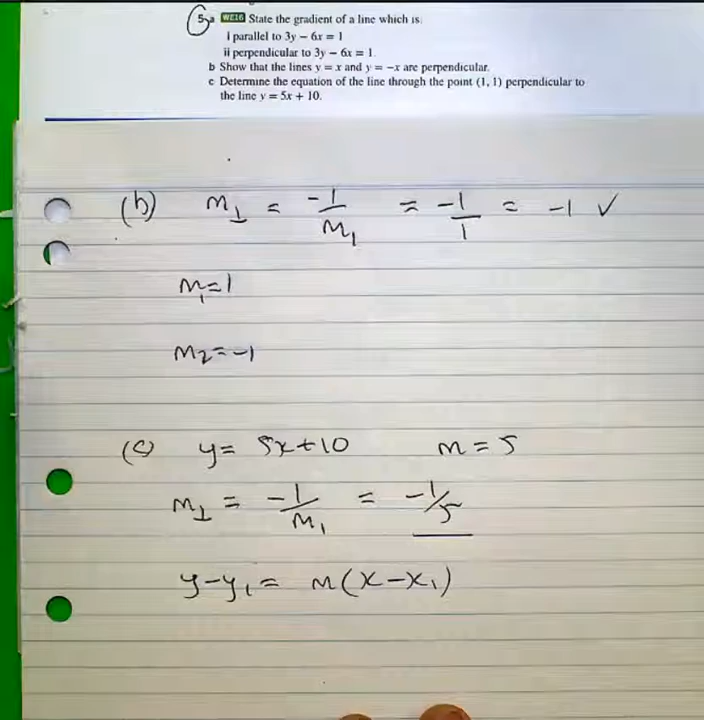 5 a WE16 State the gradient of a line which is:
i parallel to 3y − 6x = 1
ii perpendicular to 3y − 6x = 1.
b Show that the lines y = x and y = −x are perpendicular.
c Determine the equation of the line through the point (1, 1) perpendicular to
the line y = 5x + 10.
(b) m⊥ = -1/m₁ = -1/1 = -1 ✓
m₁=1
m₂=-1
(c) y= 5x+10 m=5
m⊥ = -1/m₁ = -1/5
y-y₁= m(x-x₁)